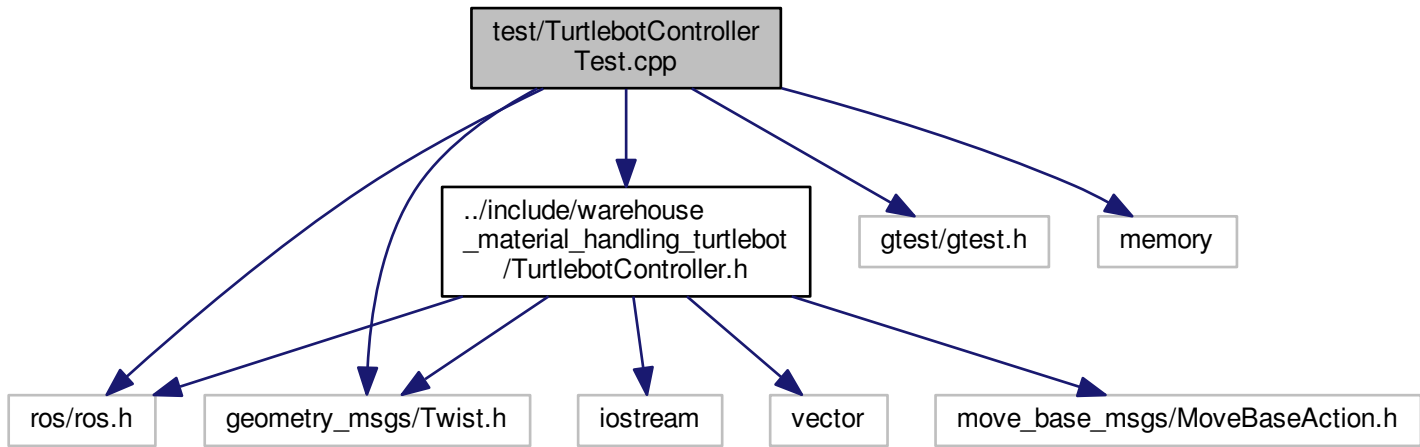 test/TurtlebotController
Test.cpp
../include/warehouse
_material_handling_turtlebot
/TurtlebotController.h
gtest/gtest.h
memory
ros/ros.h
geometry_msgs/Twist.h
iostream
vector
move_base_msgs/MoveBaseAction.h